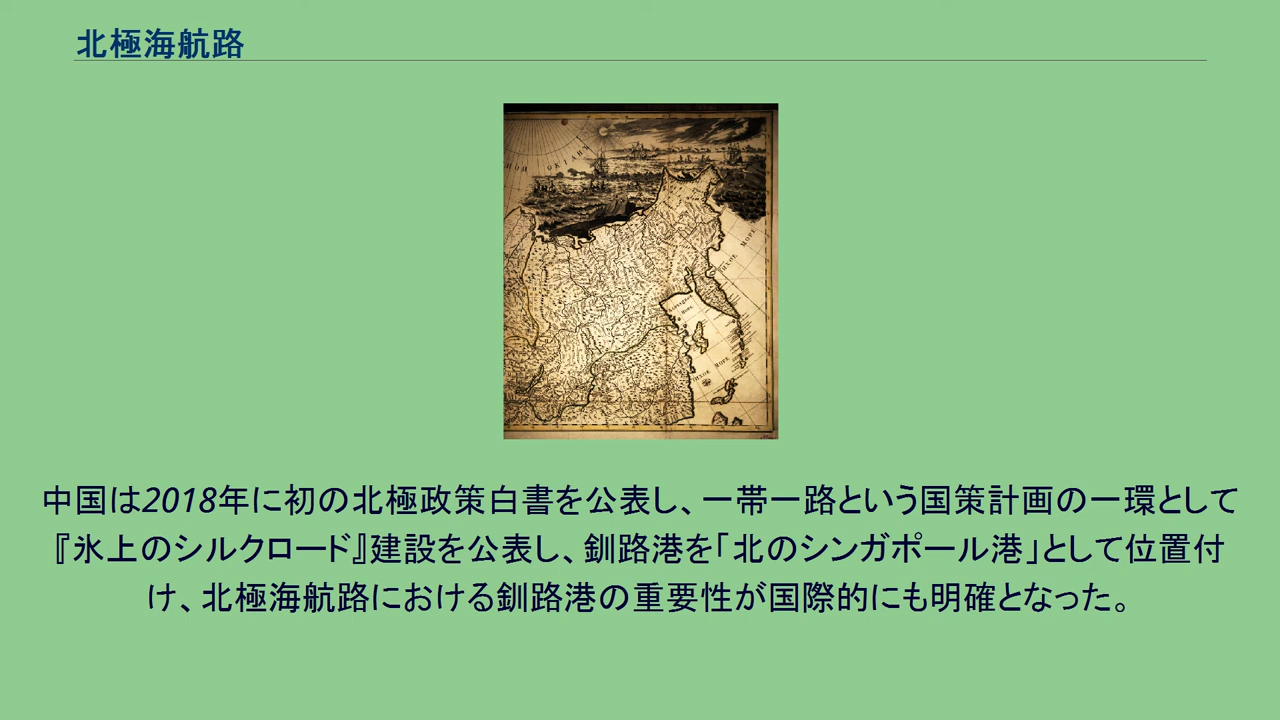 北極海航路
中国は2018年に初の北極政策白書を公表し、一帯一路という国策計画の一環として
『氷上のシルクロード』建設を公表し、釧路港を「北のシンガポール港」として位置付
け、北極海航路における釧路港の重要性が国際的にも明確となった。